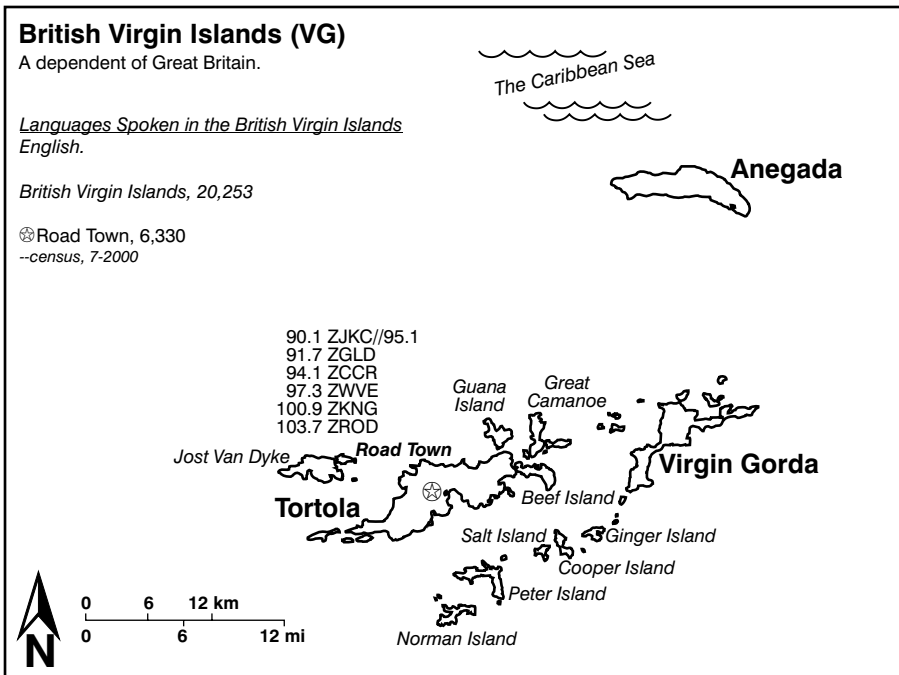 British Virgin Islands (VG)
A dependent of Great Britain.
The Caribbean Sea
Languages Spoken in the British Virgin Islands
English.
Anegada
British Virgin Islands, 20,253
Road Town, 6,330
--census, 7-2000
90.1 ZJKC//95.1
91.7 ZGLD
94.1 ZCCR
97.3 ZWVE
100.9 ZKNG
103.7 ZROD
Guana
Island
Great
Camanoe
Jost Van Dyke
Road Town
Virgin Gorda
Tortola
Beef Island
Salt Island
Ginger Island
Cooper Island
Peter Island
Norman Island
0 6 12 km
0 6 12 mi
N